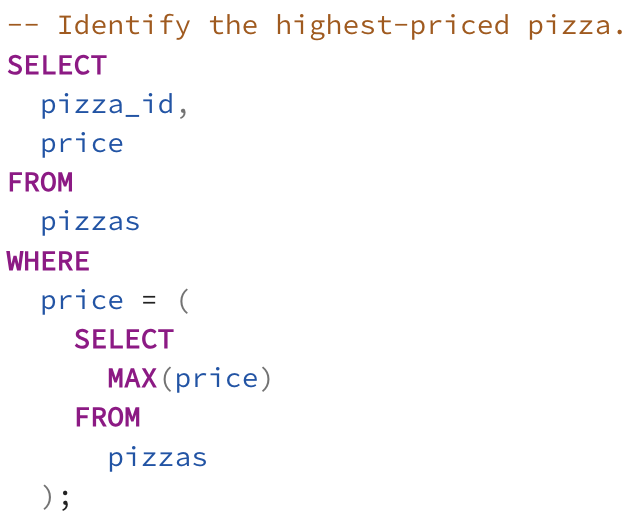 -- Identify the highest-priced pizza.
SELECT
  pizza_id,
  price
FROM
  pizzas
WHERE
  price = (
    SELECT
      MAX(price)
    FROM
      pizzas
  );